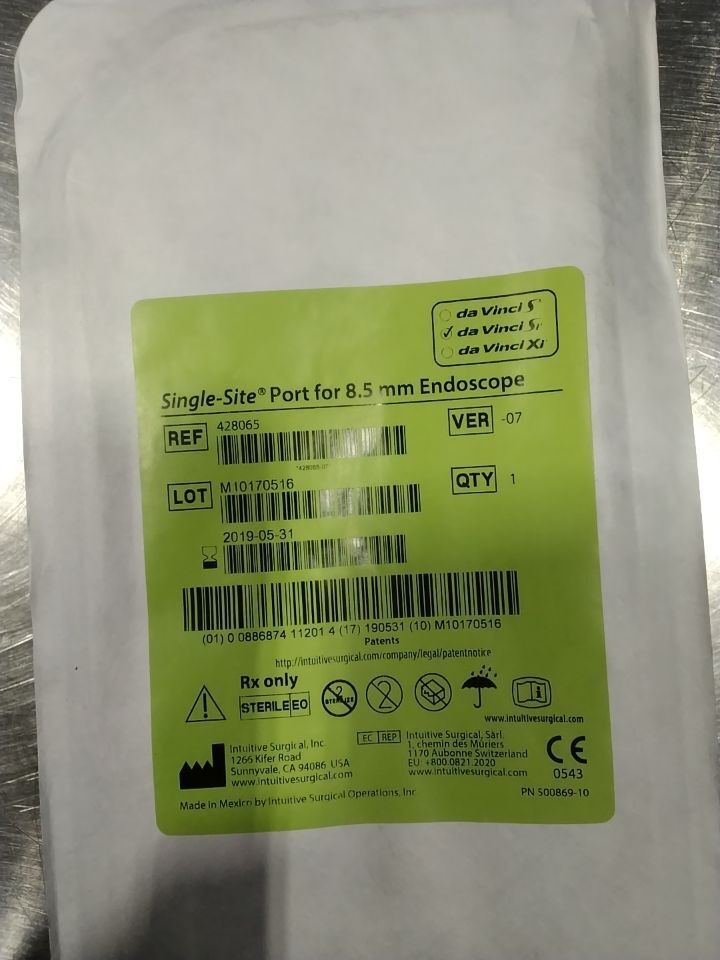 da Vinci S
da Vinci Si
da Vinci Xi
Single-Site® Port for 8.5 mm Endoscope
REF 428065
VER -07
*428065-07*
LOT M10170516
QTY 1
2019-05-31
(01) 0 0886874 11201 4 (17) 190531 (10) M10170516
Patents
http://intuitivesurgical.com/company/legal/patentnotice
Rx only
STERILE EO
2 STERILIZE
2
i
www.intuitivesurgical.com
Intuitive Surgical, Inc.
1266 Kifer Road
Sunnyvale, CA 94086 USA
www.intuitivesurgical.com
EC REP
Intuitive Surgical, Sàrl.
1, chemin des Mûriers
1170 Aubonne Switzerland
EU: +800.0821.2020
www.intuitivesurgical.com
CE
0543
Made in Mexico by Intuitive Surgical Operations, Inc.
PN 500869-10